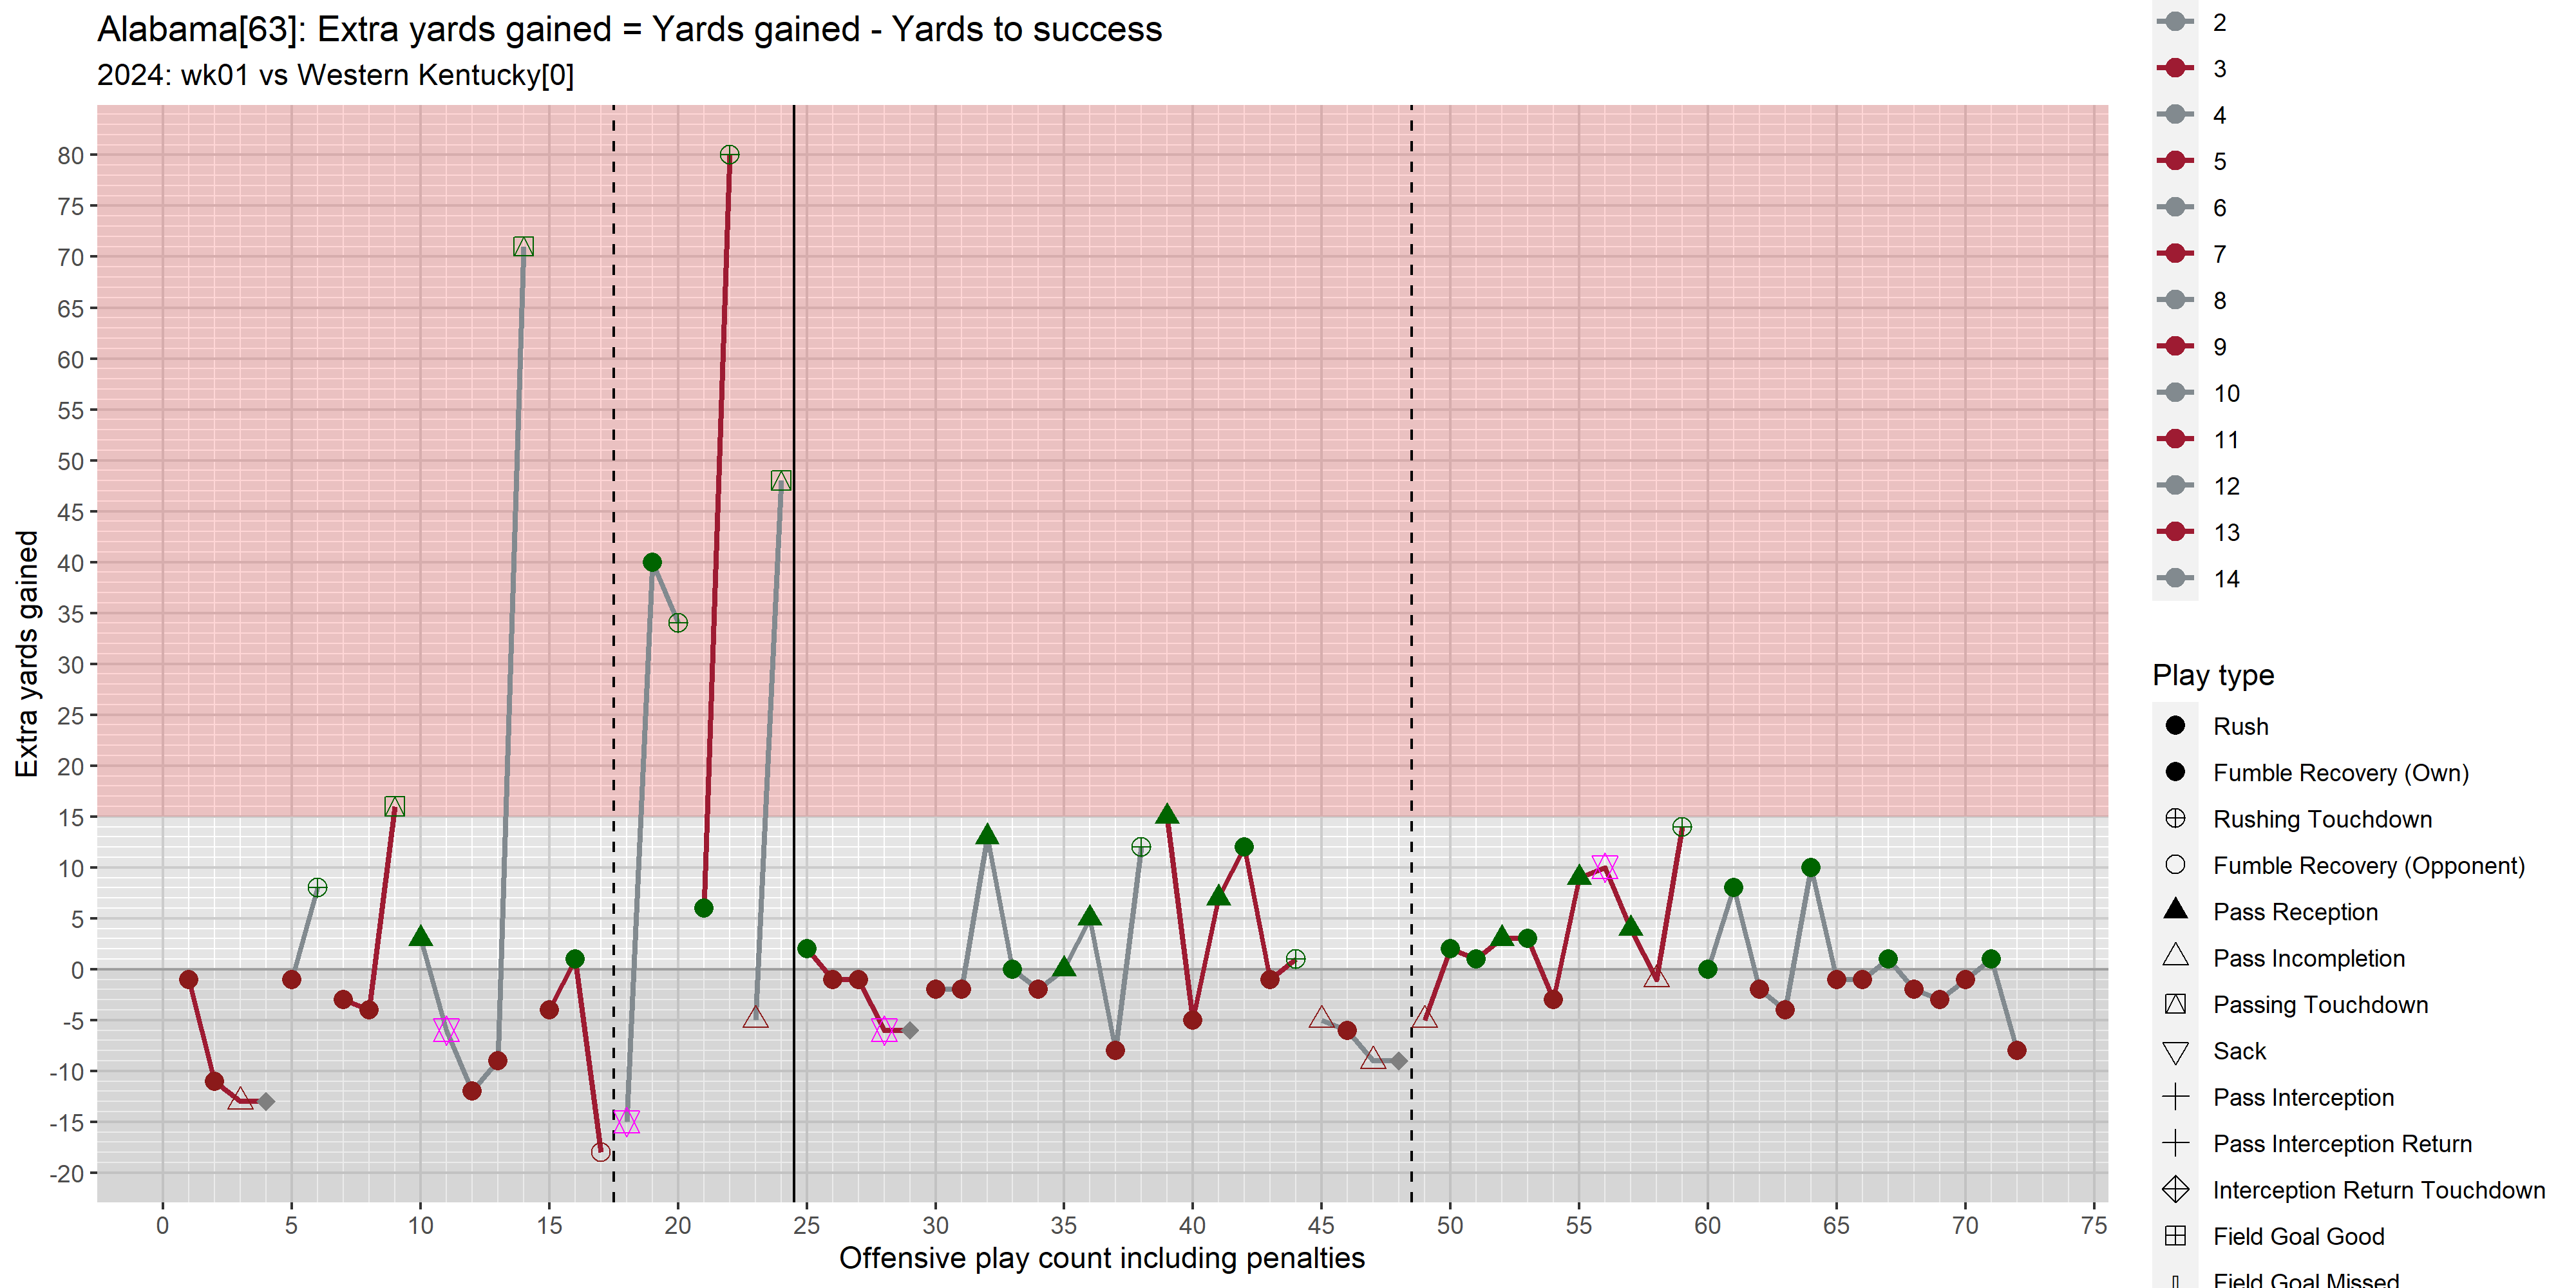 Alabama[63]: Extra yards gained = Yards gained - Yards to success
2024: wk01 vs Western Kentucky[0]
Extra yards gained
80
75
70
65
60
55
50
45
40
35
30
25
20
15
10
5
0
-5
-10
-15
-20
0 5 10 15 20 25 30 35 40 45 50 55 60 65 70 75
Offensive play count including penalties
2
3
4
5
6
7
8
9
10
11
12
13
14
Play type
Rush
Fumble Recovery (Own)
Rushing Touchdown
Fumble Recovery (Opponent)
Pass Reception
Pass Incompletion
Passing Touchdown
Sack
Pass Interception
Pass Interception Return
Interception Return Touchdown
Field Goal Good
Field Goal Missed